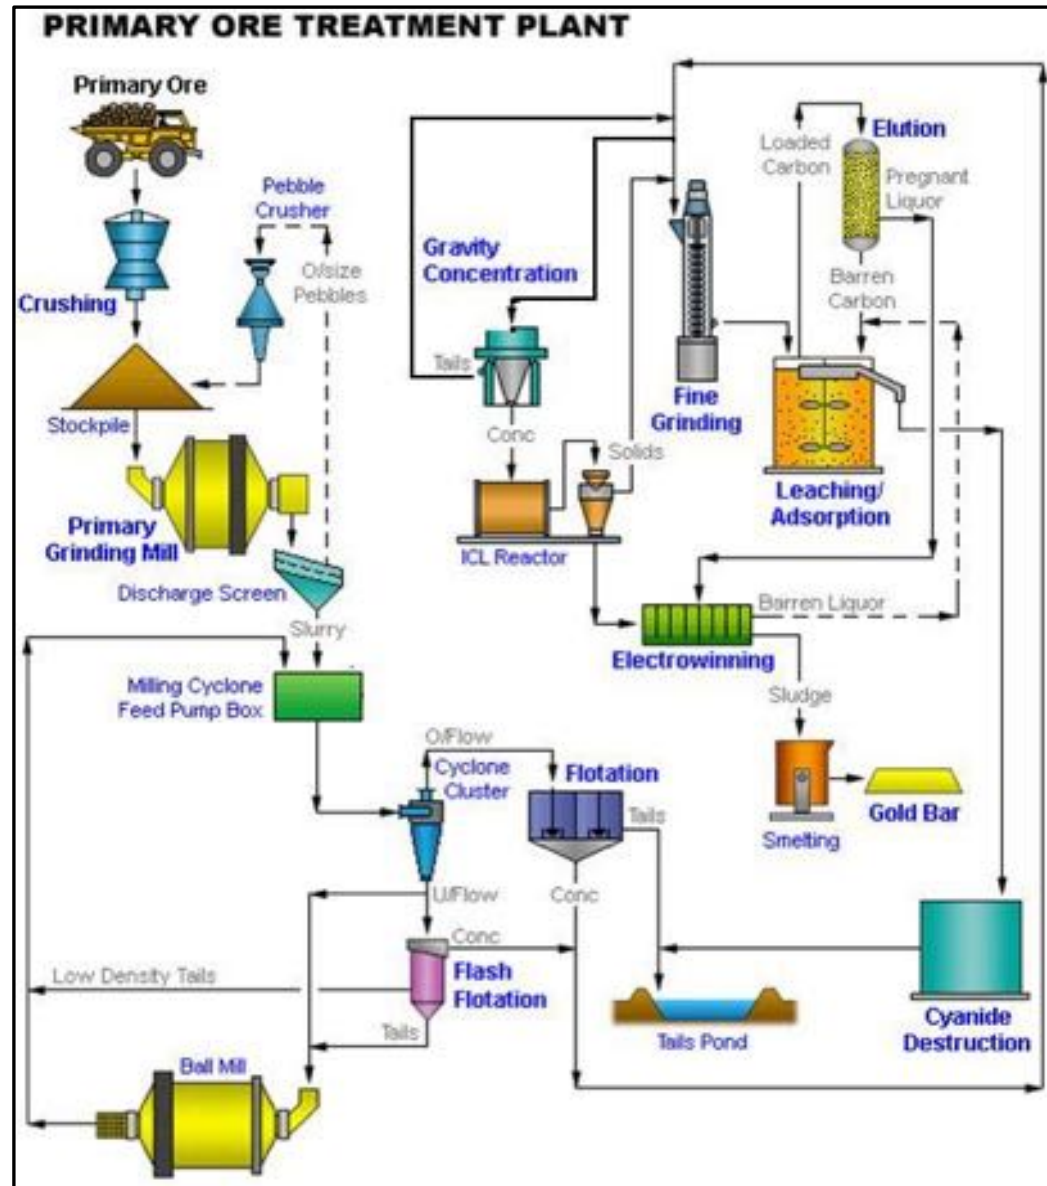 PRIMARY ORE TREATMENT PLANT
Primary Ore
Crushing
Pebble
Crusher
O/size
Pebbles
Stockpile
Primary
Grinding Mill
Discharge Screen
Slurry
Milling Cyclone
Feed Pump Box
O/Flow
Cyclone
Cluster
U/Flow
Conc
Flash
Flotation
Low Density Tails
Tails
Ball Mill
Flotation
Tails
Conc
Tails Pond
Gravity
Concentration
Tails
Conc
Solids
ICL Reactor
Fine
Grinding
Loaded
Carbon
Elution
Pregnant
Liquor
Barren
Carbon
Leaching/
Adsorption
Barren Liquor
Electrowinning
Sludge
Smelting
Gold Bar
Cyanide
Destruction